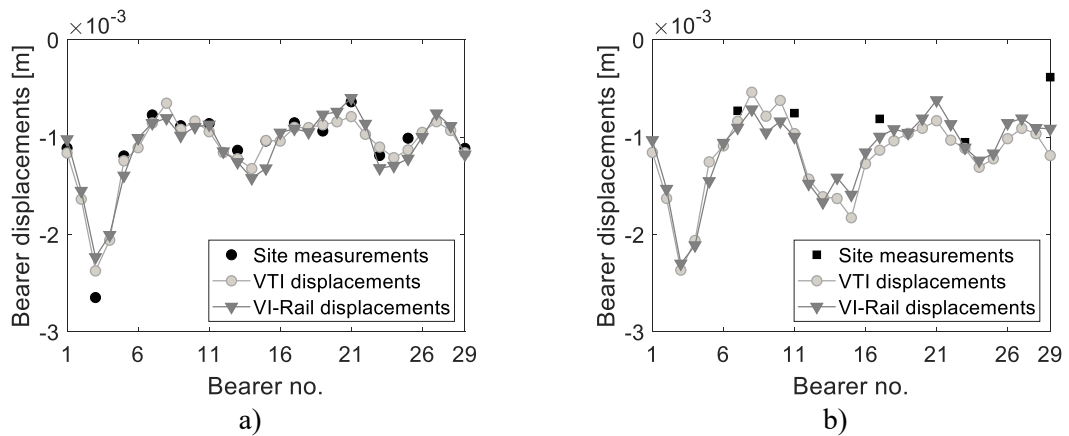 ×10⁻³
0
-1
-2
-3
Bearer displacements [m]
Site measurements
VTI displacements
VI-Rail displacements
1 6 11 16 21 26 29
Bearer no.
a)
×10⁻³
0
-1
-2
-3
Bearer displacements [m]
Site measurements
VTI displacements
VI-Rail displacements
1 6 11 16 21 26 29
Bearer no.
b)